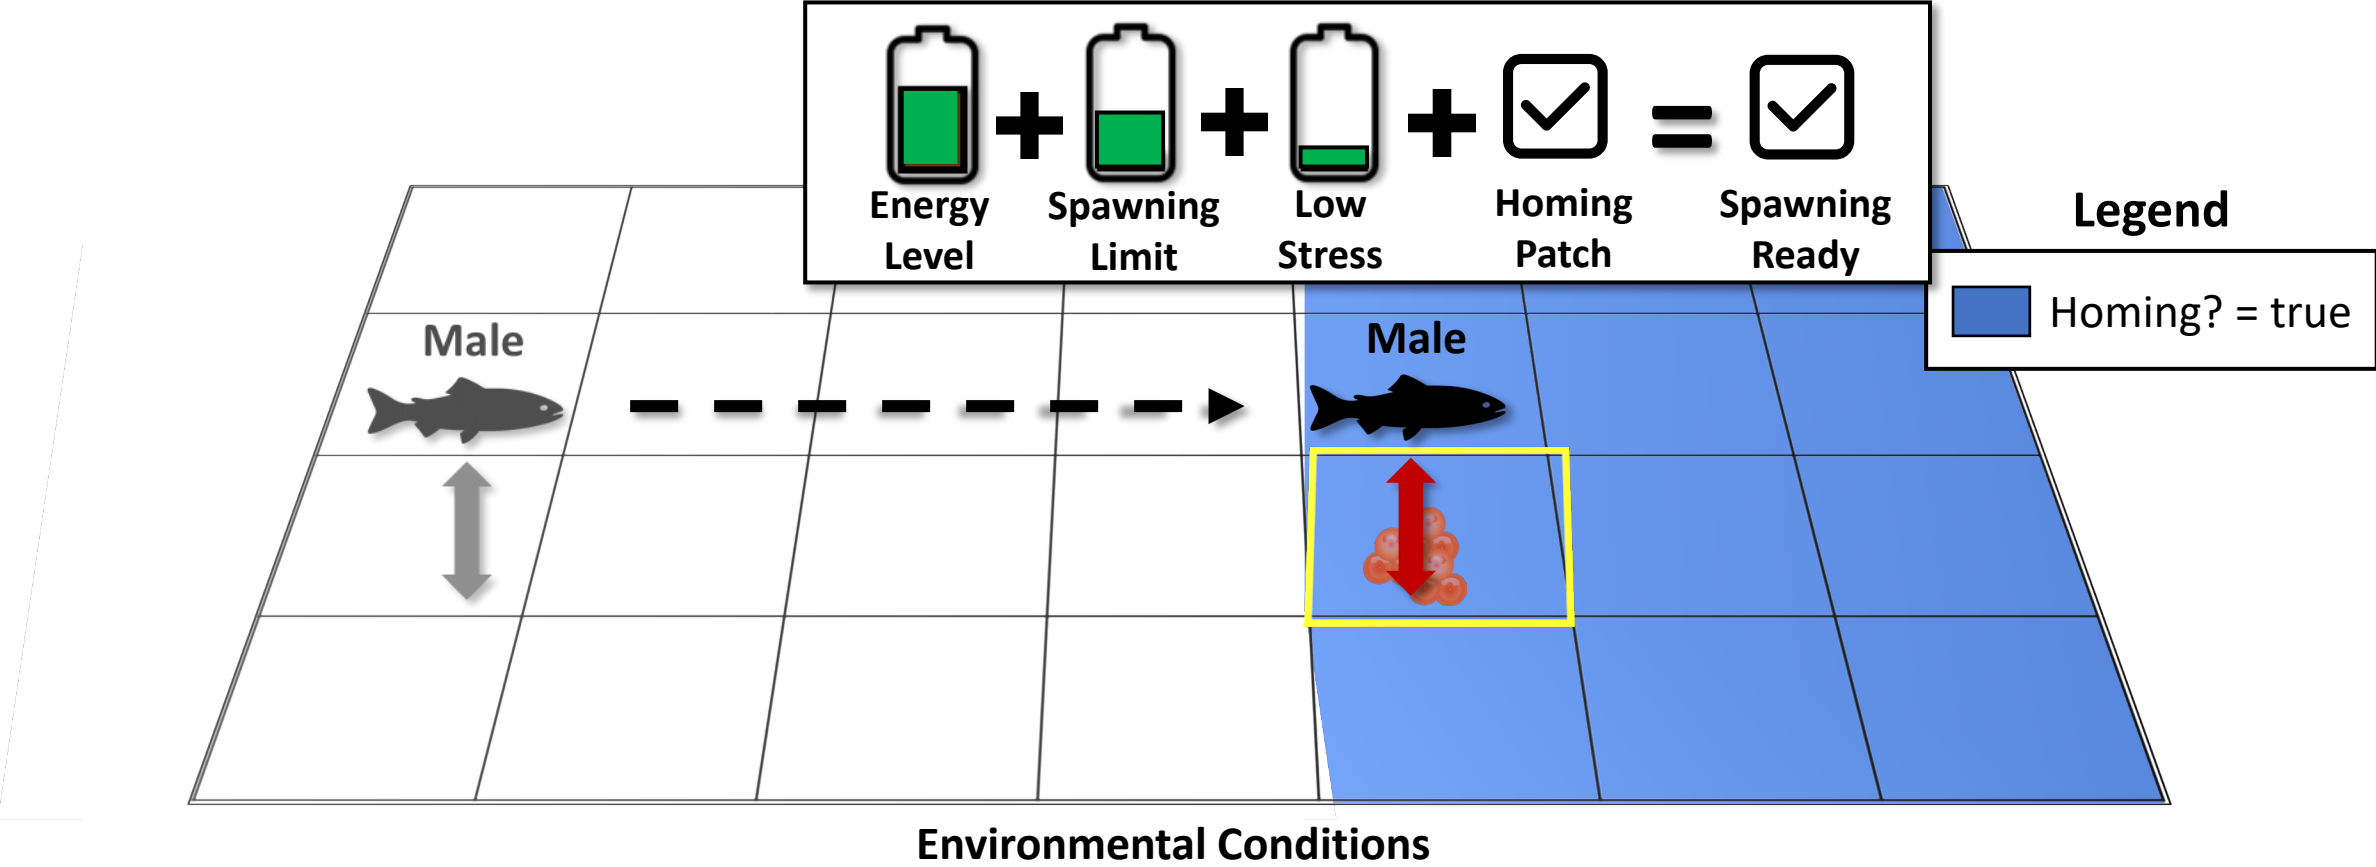 Energy Level
Spawning Limit
Low Stress
Homing Patch
Spawning Ready
Legend
Homing? = true
Male
Male
Environmental Conditions